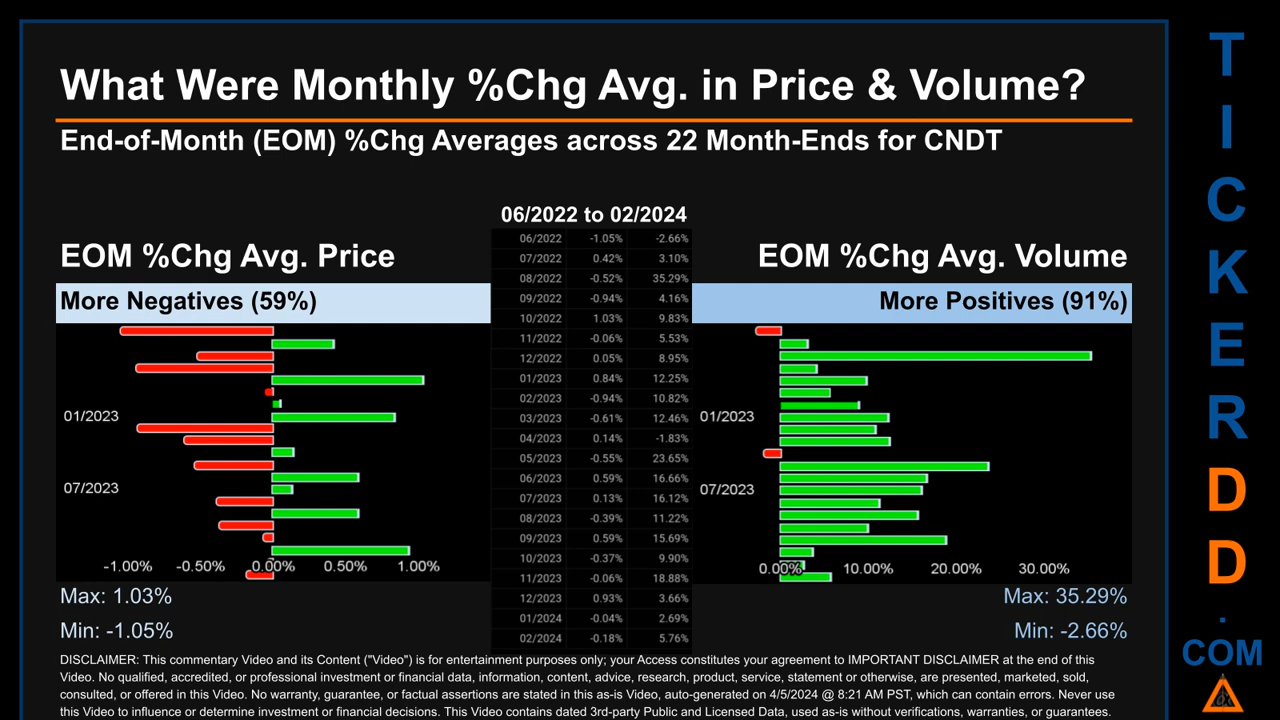 What Were Monthly %Chg Avg. in Price & Volume?
End-of-Month (EOM) %Chg Averages across 22 Month-Ends for CNDT
06/2022 to 02/2024
EOM %Chg Avg. Price
EOM %Chg Avg. Volume
More Negatives (59%)
More Positives (91%)
06/2022 -1.05% -2.66%
07/2022 0.42% 3.10%
08/2022 -0.52% 35.29%
09/2022 -0.94% 4.16%
10/2022 1.03% 9.83%
11/2022 -0.06% 5.53%
12/2022 0.05% 8.95%
01/2023 0.84% 12.25%
02/2023 -0.94% 10.82%
03/2023 -0.61% 12.46%
04/2023 0.14% -1.83%
05/2023 -0.55% 23.65%
06/2023 0.59% 16.66%
07/2023 0.13% 16.12%
08/2023 -0.39% 11.22%
09/2023 0.59% 15.69%
10/2023 -0.37% 9.90%
11/2023 -0.06% 18.88%
12/2023 0.93% 3.66%
01/2024 -0.04% 2.69%
02/2024 -0.18% 5.76%
01/2023
07/2023
-1.00% -0.50% 0.00% 0.50% 1.00%
01/2023
07/2023
0.00% 10.00% 20.00% 30.00%
Max: 1.03%
Min: -1.05%
Max: 35.29%
Min: -2.66%
DISCLAIMER: This commentary Video and its Content ("Video") is for entertainment purposes only; your Access constitutes your agreement to IMPORTANT DISCLAIMER at the end of this
Video. No qualified, accredited, or professional investment or financial data, information, content, advice, research, product, service, statement or otherwise, are presented, marketed, sold,
consulted, or offered in this Video. No warranty, guarantee, or factual assertions are stated in this as-is Video, auto-generated on 4/5/2024 @ 8:21 AM PST, which can contain errors. Never use
this Video to influence or determine investment or financial decisions. This Video contains dated 3rd-party Public and Licensed Data, used as-is without verifications, warranties, or guarantees.
T
I
C
K
E
R
D
D
.
COM